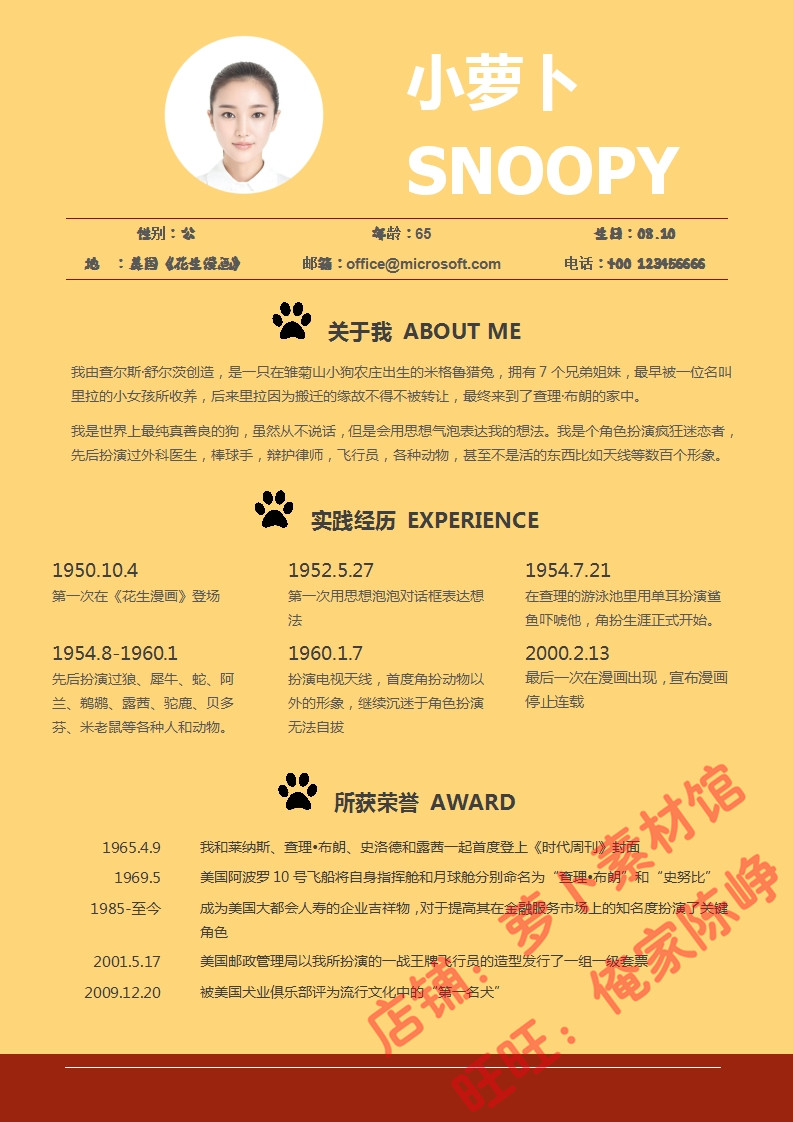 小萝卜
SNOOPY
性别：公 年龄：65 生日：08.10
地 ：美国《花生漫画》 邮箱：office@microsoft.com 电话：+00 123456666
关于我 ABOUT ME
我由查尔斯·舒尔茨创造，是一只在雏菊山小狗农庄出生的米格鲁猎兔，拥有 7 个兄弟姐妹，最早被一位名叫
里拉的小女孩所收养，后来里拉因为搬迁的缘故不得不被转让，最终来到了查理·布朗的家中。
我是世界上最纯真善良的狗，虽然从不说话，但是会用思想气泡表达我的想法。我是个角色扮演疯狂迷恋者，
先后扮演过外科医生，棒球手，辩护律师，飞行员，各种动物，甚至不是活的东西比如天线等数百个形象。
实践经历 EXPERIENCE
1950.10.4
第一次在《花生漫画》登场
1952.5.27
第一次用思想泡泡对话框表达想
法
1954.7.21
在查理的游泳池里用单耳扮演鲨
鱼吓唬他，角扮生涯正式开始。
1954.8-1960.1
先后扮演过狼、犀牛、蛇、阿
兰、鹈鹕、露茜、驼鹿、贝多
芬、米老鼠等各种人和动物。
1960.1.7
扮演电视天线，首度角扮动物以
外的形象，继续沉迷于角色扮演
无法自拔
2000.2.13
最后一次在漫画出现，宣布漫画
停止连载
所获荣誉 AWARD
1965.4.9 我和莱纳斯、查理•布朗、史洛德和露茜一起首度登上《时代周刊》封面
1969.5 美国阿波罗 10 号飞船将自身指挥舱和月球舱分别命名为“查理•布朗”和“史努比”
1985-至今 成为美国大都会人寿的企业吉祥物，对于提高其在金融服务市场上的知名度扮演了关键
角色
2001.5.17 美国邮政管理局以我所扮演的一战王牌飞行员的造型发行了一组一级套票
2009.12.20 被美国犬业俱乐部评为流行文化中的“第一名犬”
店铺：萝卜素材馆
旺旺：俺家陈峥